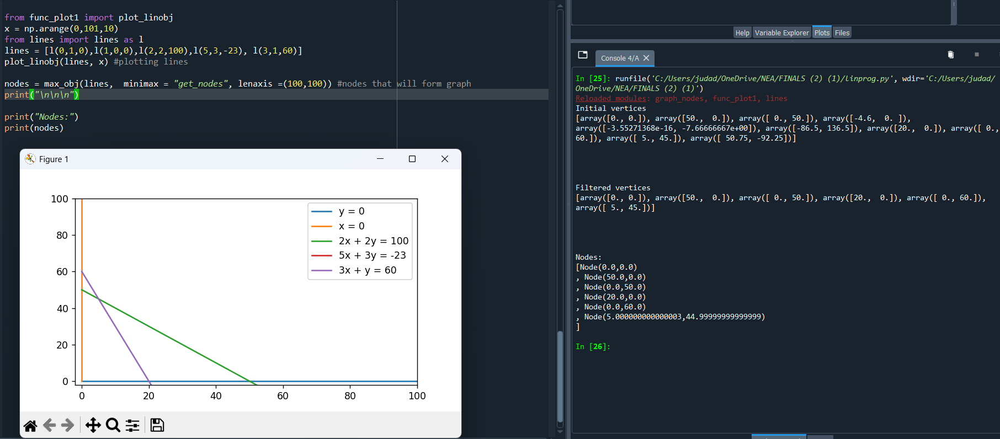 from func_plot1 import plot_linobj
x = np.arange(0,101,10)
from lines import lines as l
lines = [l(0,1,0),l(1,0,0),l(2,2,100),l(5,3,-23), l(3,1,60)]
plot_linobj(lines, x) #plotting lines
nodes = max_obj(lines,  minimax = "get_nodes", lenaxis =(100,100)) #nodes that will form graph
print("\n\n\n")
print("Nodes:")
print(nodes)
Figure 1
100
80
60
40
20
0
0 20 40 60 80 100
y = 0
x = 0
2x + 2y = 100
5x + 3y = -23
3x + y = 60
Help Variable Explorer Plots Files
Console 4/A
In [25]: runfile('C:/Users/judad/OneDrive/NEA/FINALS (2) (1)/linprog.py', wdir='C:/Users/judad/
OneDrive/NEA/FINALS (2) (1)')
Reloaded modules: graph_nodes, func_plot1, lines
Initial vertices
[array([0., 0.]), array([50.,  0.]), array([ 0., 50.]), array([-4.6,  0. ]),
array([-3.55271368e-16, -7.66666667e+00]), array([-86.5, 136.5]), array([20.,  0.]), array([ 0.,
60.]), array([ 5., 45.]), array([ 50.75, -92.25])]
Filtered vertices
[array([0., 0.]), array([50.,  0.]), array([ 0., 50.]), array([20.,  0.]), array([ 0., 60.]),
array([ 5., 45.])]
Nodes:
[Node(0.0,0.0)
, Node(50.0,0.0)
, Node(0.0,50.0)
, Node(20.0,0.0)
, Node(0.0,60.0)
, Node(5.000000000000003,44.99999999999999)
]
In [26]: